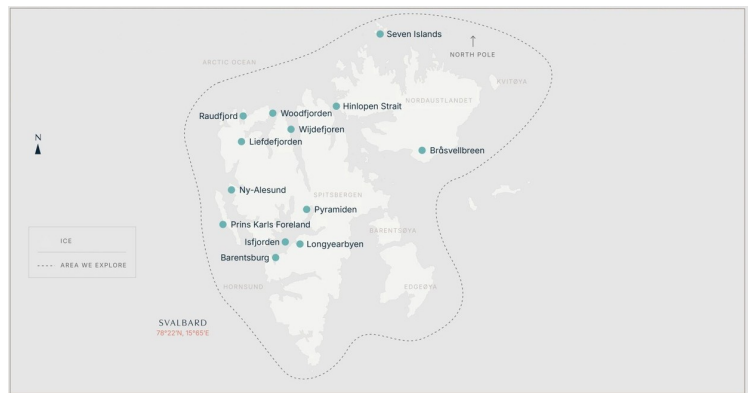 Seven Islands
NORTH POLE
ARCTIC OCEAN
KVITØYA
NORDAUSTLANDET
Hinlopen Strait
Woodfjorden
Raudfjord
Wijdefjoren
N
Liefdefjorden
Bråsvellbreen
Ny-Alesund
SPITSBERGEN
Pyramiden
Prins Karls Foreland
BARENTSØYA
ICE
Isfjorden
Longyearbyen
Barentsburg
AREA WE EXPLORE
HORNSUND
EDGEØYA
SVALBARD
78°22'N, 15°65'E